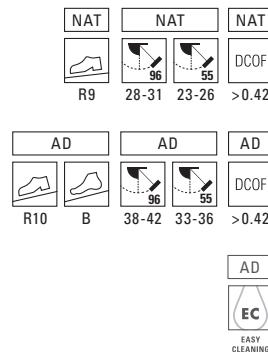 NAT NAT NAT
96 55 DCOF
R9 28-31 23-26 >0.42
AD AD AD
96 55 DCOF
R10 B 38-42 33-36 >0.42
AD
EC
EASY
CLEANING